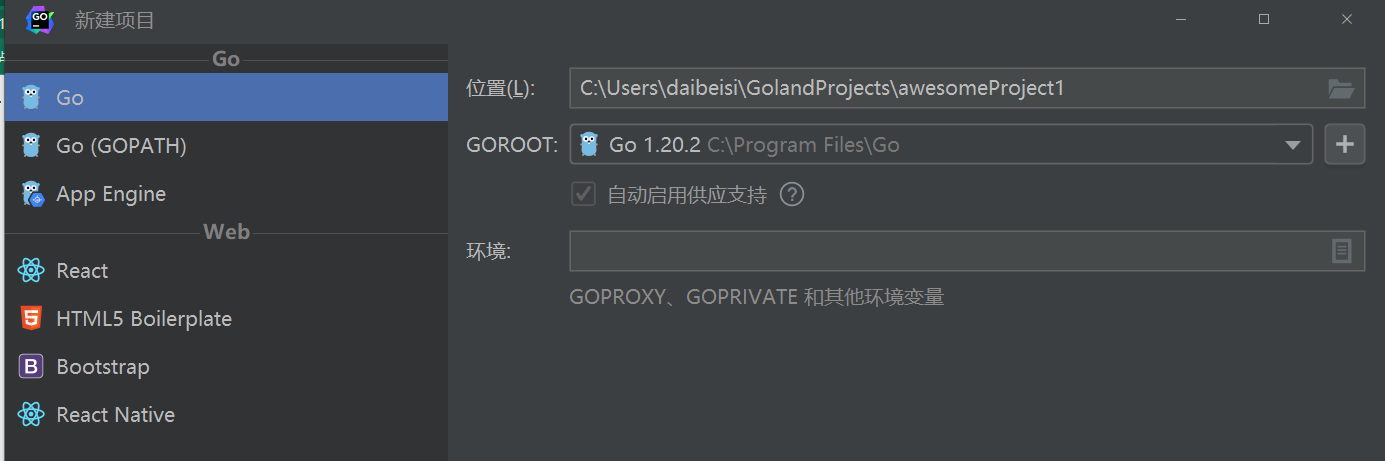 新建项目
Go
Go
Go (GOPATH)
App Engine
Web
React
HTML5 Boilerplate
Bootstrap
React Native
位置(L):
C:\Users\daibeisi\GolandProjects\awesomeProject1
GOROOT:
Go 1.20.2 C:\Program Files\Go
自动启用供应支持
环境:
GOPROXY、GOPRIVATE 和其他环境变量